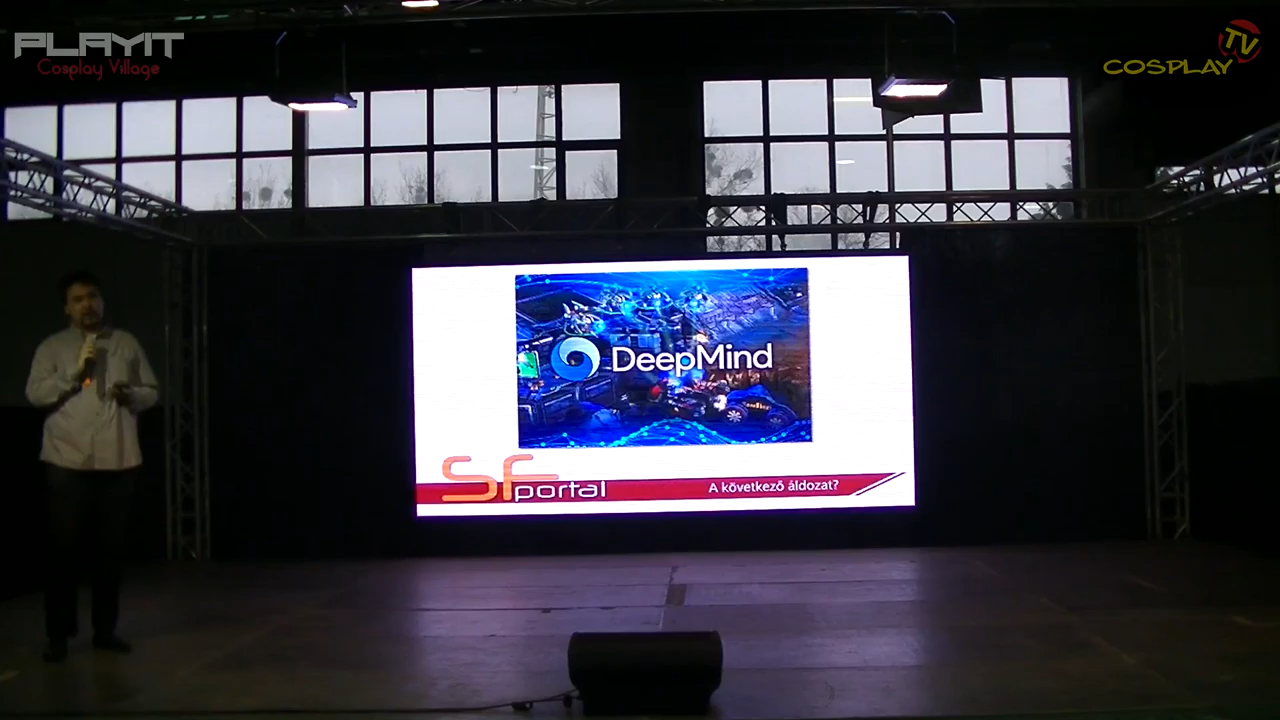 PLAYIT
Cosplay Village
TV
COSPLAY
DeepMind
SF portal
A következő áldozat?